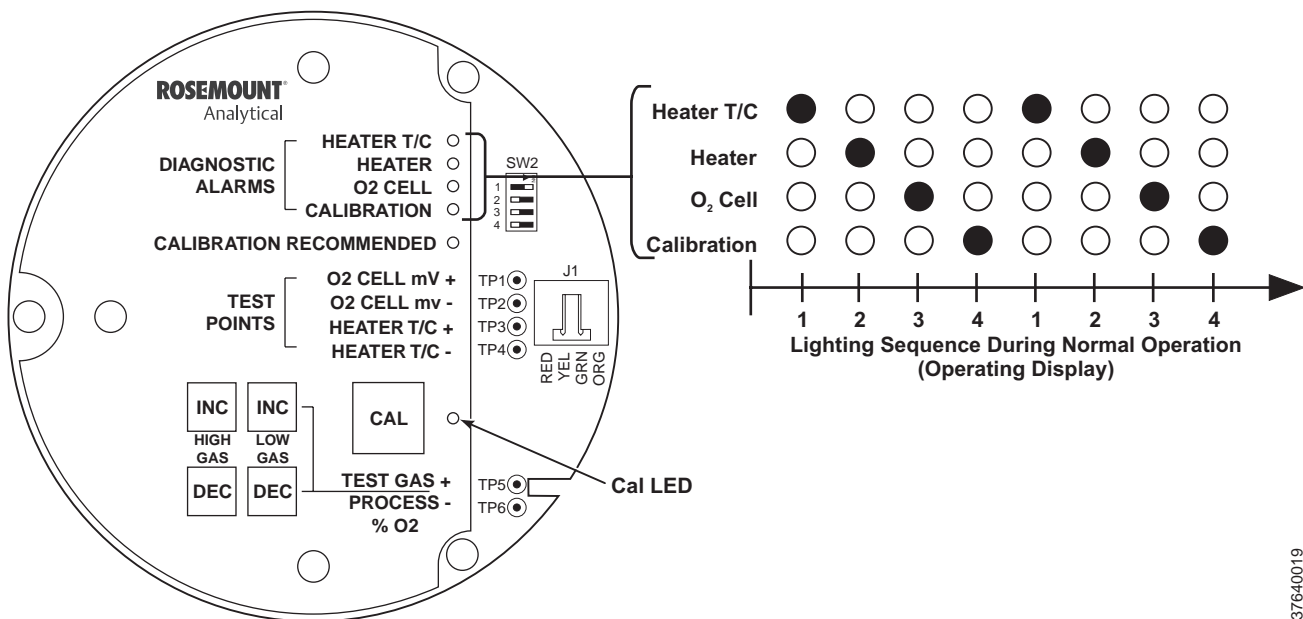 ROSEMOUNT®
Analytical
DIAGNOSTIC
ALARMS
HEATER T/C
HEATER
O2 CELL
CALIBRATION
CALIBRATION RECOMMENDED
SW2
1
2
3
4
TEST
POINTS
O2 CELL mV +
O2 CELL mv -
HEATER T/C +
HEATER T/C -
TP1
TP2
TP3
TP4
J1
RED
YEL
GRN
ORG
INC
INC
HIGH
GAS
LOW
GAS
DEC
DEC
CAL
TEST GAS +
PROCESS -
% O2
TP5
TP6
Cal LED
Heater T/C
Heater
O₂ Cell
Calibration
1 2 3 4 1 2 3 4
Lighting Sequence During Normal Operation
(Operating Display)
37640019